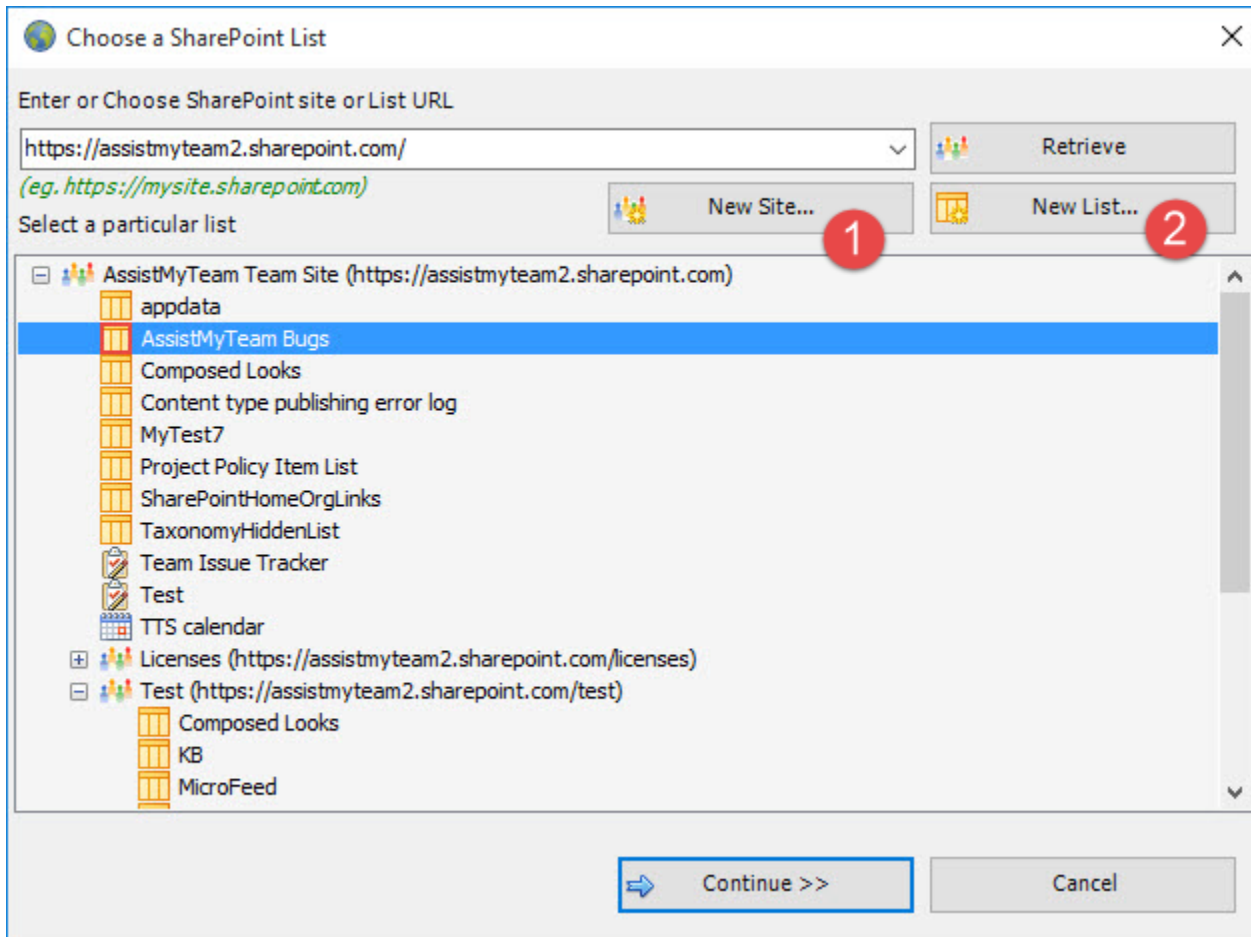 Choose a SharePoint List
Enter or Choose SharePoint site or List URL
https://assistmyteam2.sharepoint.com/
Retrieve
(eg. https://mysite.sharepoint.com)
New Site...
New List...
1
2
Select a particular list
AssistMyTeam Team Site (https://assistmyteam2.sharepoint.com)
appdata
AssistMyTeam Bugs
Composed Looks
Content type publishing error log
MyTest7
Project Policy Item List
SharePointHomeOrgLinks
TaxonomyHiddenList
Team Issue Tracker
Test
TTS calendar
Licenses (https://assistmyteam2.sharepoint.com/licenses)
Test (https://assistmyteam2.sharepoint.com/test)
Composed Looks
KB
MicroFeed
Continue >>
Cancel